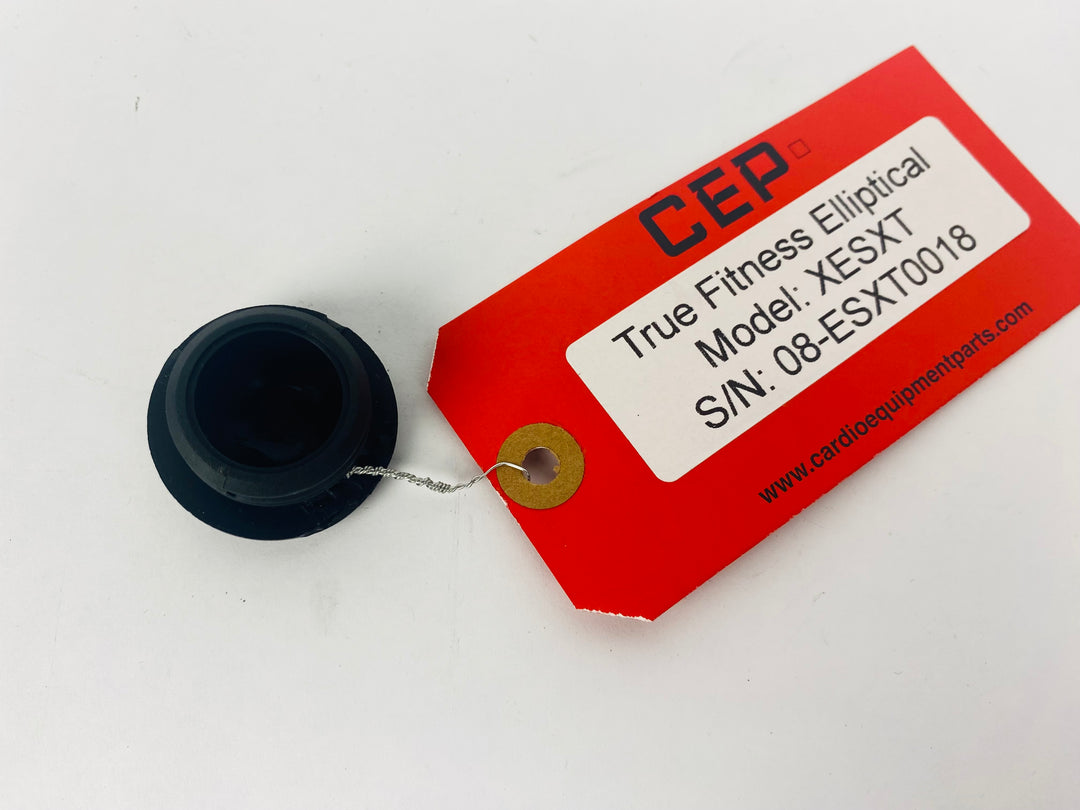 CEP
True Fitness Elliptical
Model: XESXT
S/N: 08-ESXT0018
www.cardioequipmentparts.com